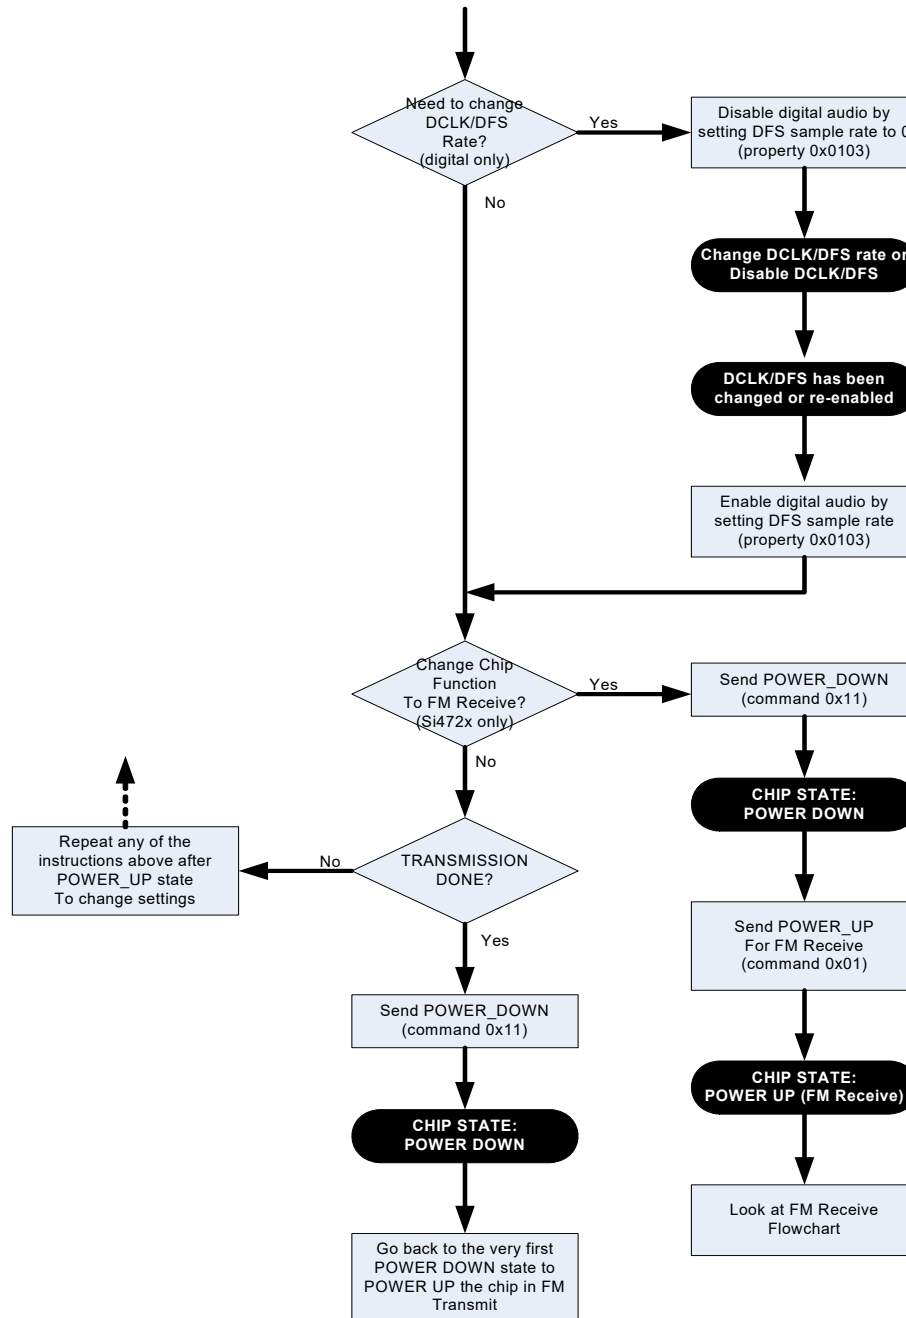 Need to change
DCLK/DFS
Rate?
(digital only)
Yes
No
Disable digital audio by
setting DFS sample rate to 0
(property 0x0103)
Change DCLK/DFS rate or
Disable DCLK/DFS
DCLK/DFS has been
changed or re-enabled
Enable digital audio by
setting DFS sample rate
(property 0x0103)
Change Chip
Function
To FM Receive?
(Si472x only)
Yes
No
Send POWER_DOWN
(command 0x11)
CHIP STATE:
POWER DOWN
Send POWER_UP
For FM Receive
(command 0x01)
CHIP STATE:
POWER UP (FM Receive)
Look at FM Receive
Flowchart
TRANSMISSION
DONE?
No
Repeat any of the
instructions above after
POWER_UP state
To change settings
Yes
Send POWER_DOWN
(command 0x11)
CHIP STATE:
POWER DOWN
Go back to the very first
POWER DOWN state to
POWER UP the chip in FM
Transmit